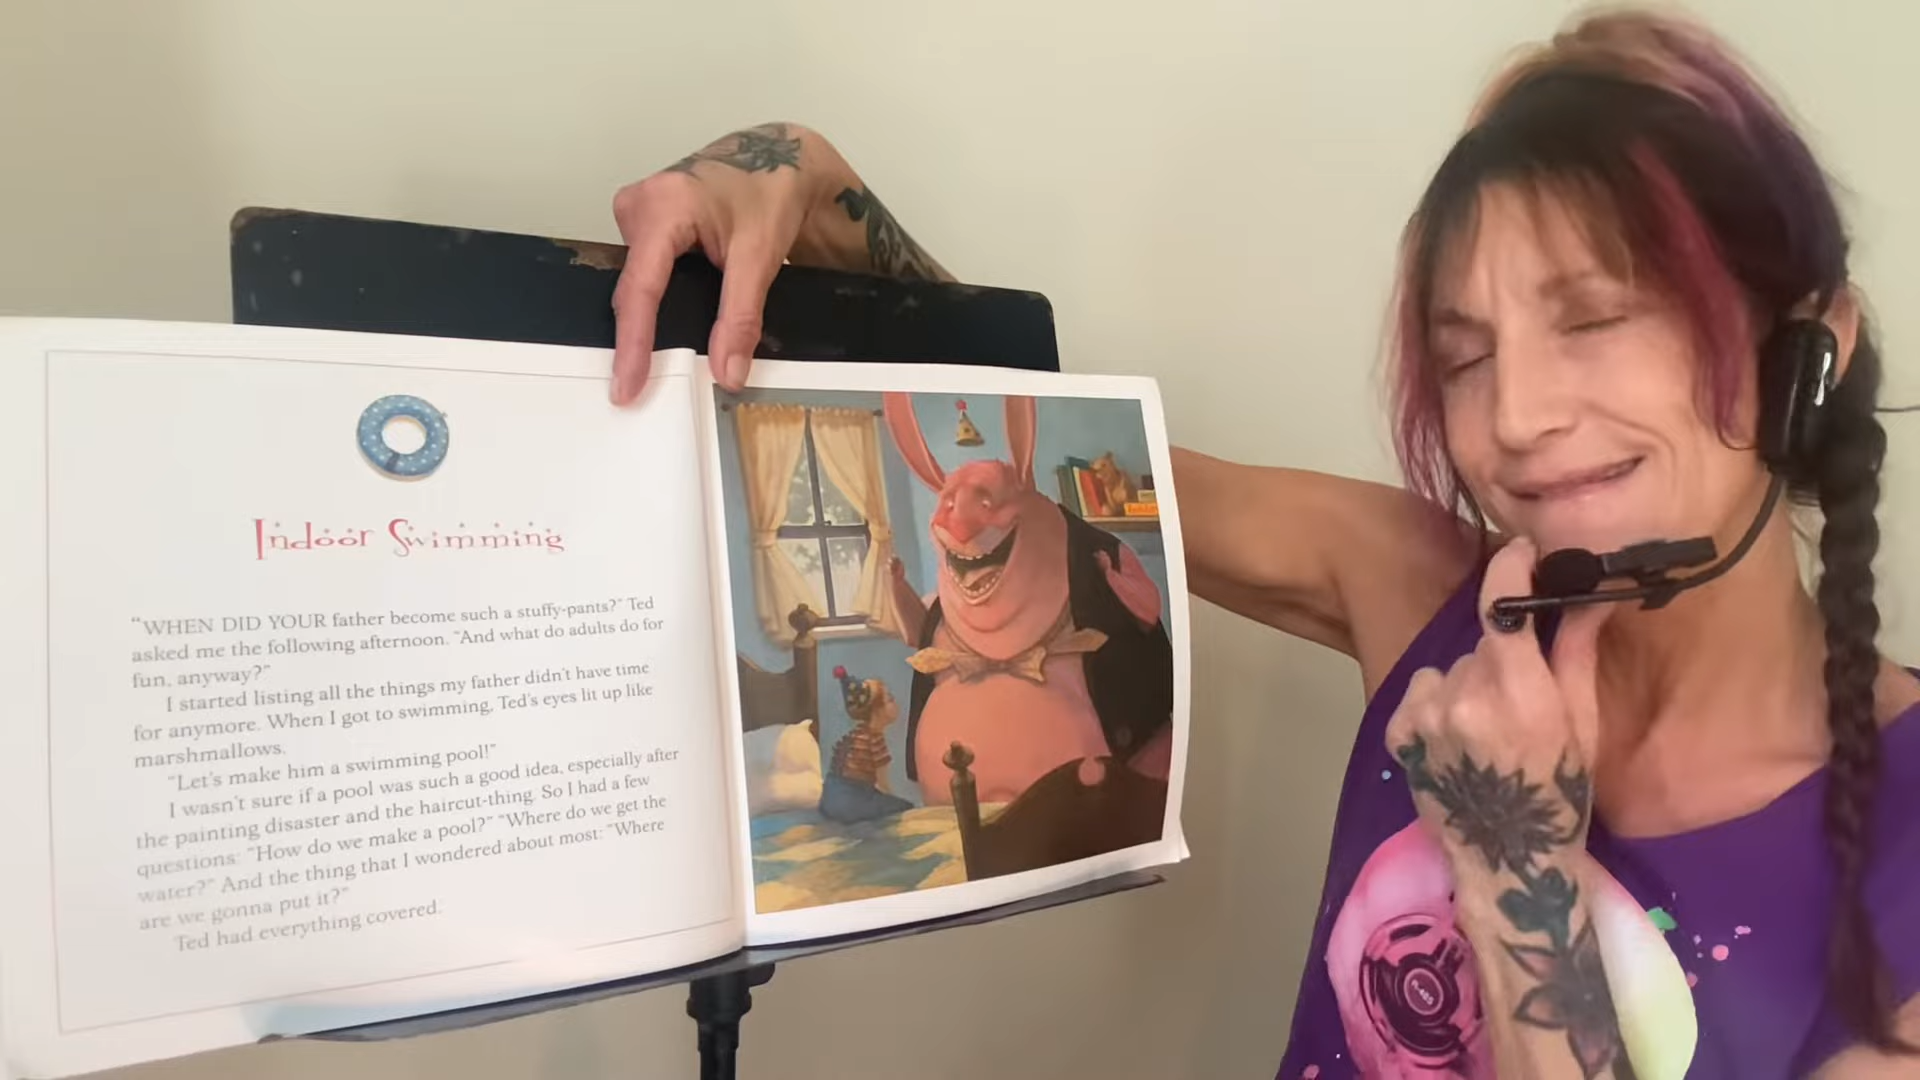 Indoor Swimming
"WHEN DID YOUR father become such a stuffy-pants?" Ted
asked me the following afternoon. "And what do adults do for
fun, anyway?"
I started listing all the things my father didn't have time
for anymore. When I got to swimming, Ted's eyes lit up like
marshmallows.
"Let's make him a swimming pool!"
I wasn't sure if a pool was such a good idea, especially after
the painting disaster and the haircut-thing. So I had a few
questions: "How do we make a pool?" "Where do we get the
water?" And the thing that I wondered about most: "Where
are we gonna put it?"
Ted had everything covered.